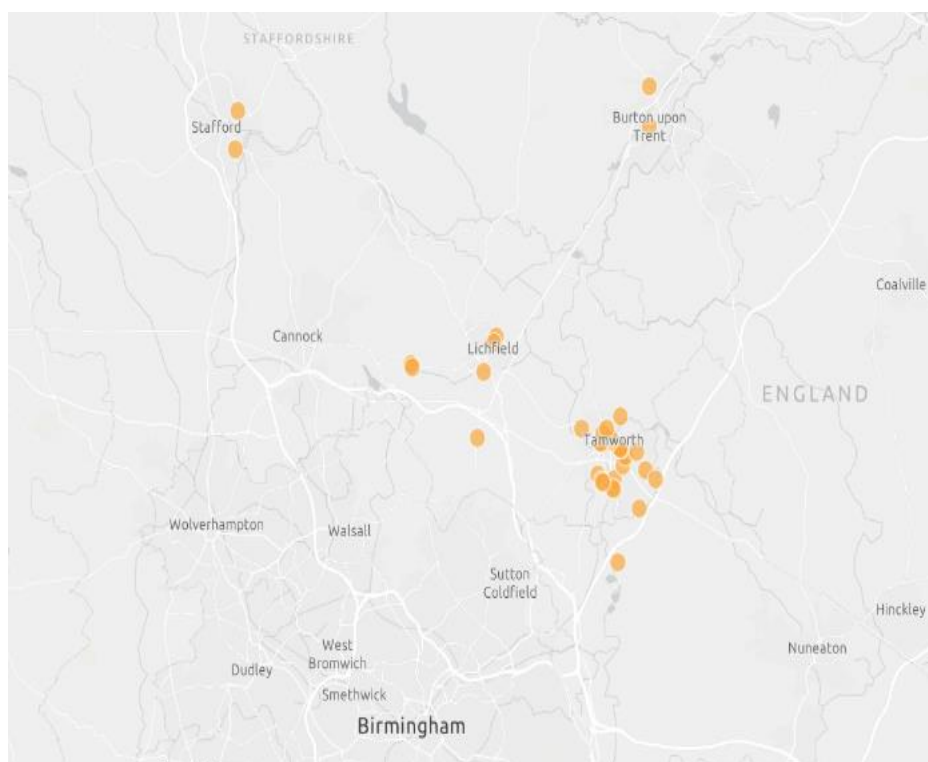 STAFFORDSHIRE
Stafford
Burton upon
Trent
Coalville
Cannock
Lichfield
ENGLAND
Tamworth
Wolverhampton
Walsall
Sutton
Coldfield
Hinckley
West
Bromwich
Nuneaton
Dudley
Smethwick
Birmingham